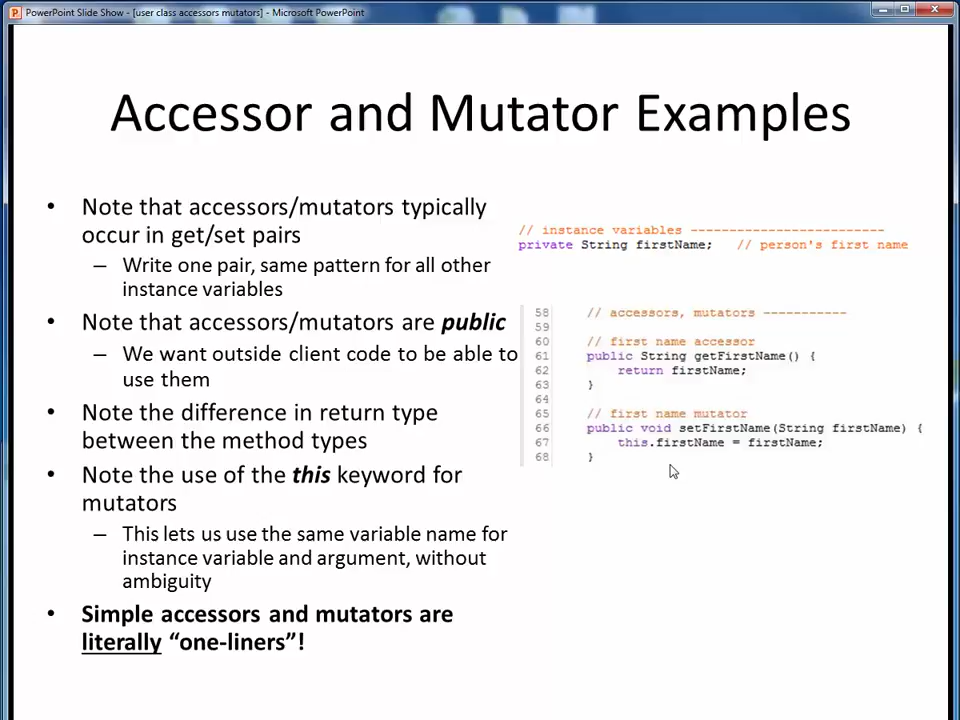 PowerPoint Slide Show - [user class accessors mutators] - Microsoft PowerPoint
Accessor and Mutator Examples
• Note that accessors/mutators typically
occur in get/set pairs
– Write one pair, same pattern for all other
instance variables
• Note that accessors/mutators are public
– We want outside client code to be able to
use them
• Note the difference in return type
between the method types
• Note the use of the this keyword for
mutators
– This lets us use the same variable name for
instance variable and argument, without
ambiguity
• Simple accessors and mutators are
literally “one-liners”!
// instance variables -------------------------
private String firstName;   // person's first name
58    // accessors, mutators -----------
59
60    // first name accessor
61    public String getFirstName() {
62        return firstName;
63    }
64
65    // first name mutator
66    public void setFirstName(String firstName) {
67        this.firstName = firstName;
68    }